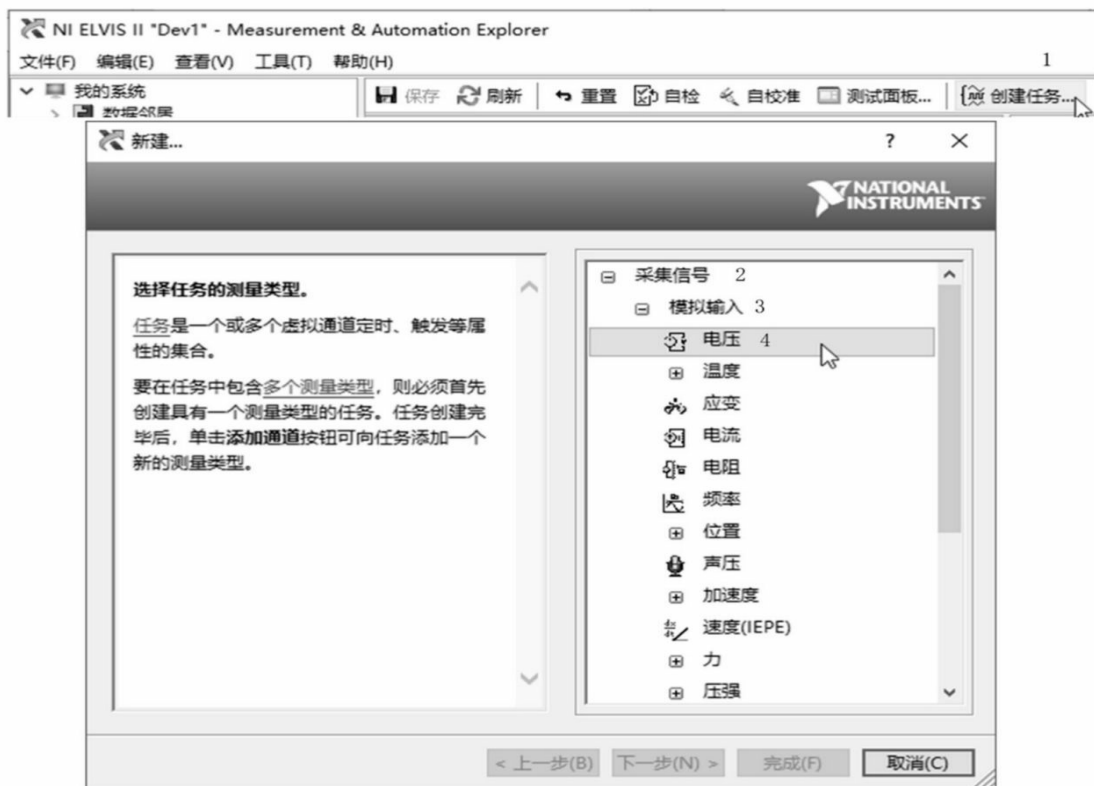 NI ELVIS II "Dev1" - Measurement & Automation Explorer
文件(F) 编辑(E) 查看(V) 工具(T) 帮助(H) 1
我的系统 保存 刷新 重置 自检 自校准 测试面板... 创建任务...
数据邻居
新建... ?
NATIONAL
INSTRUMENTS
选择任务的测量类型。
任务是一个或多个虚拟通道定时、触发等属
性的集合。
要在任务中包含多个测量类型，则必须首先
创建具有一个测量类型的任务。任务创建完
毕后，单击添加通道按钮可向任务添加一个
新的测量类型。
采集信号 2
模拟输入 3
电压 4
温度
应变
电流
电阻
频率
位置
声压
加速度
速度(IEPE)
力
压强
< 上一步(B) 下一步(N) > 完成(F) 取消(C)